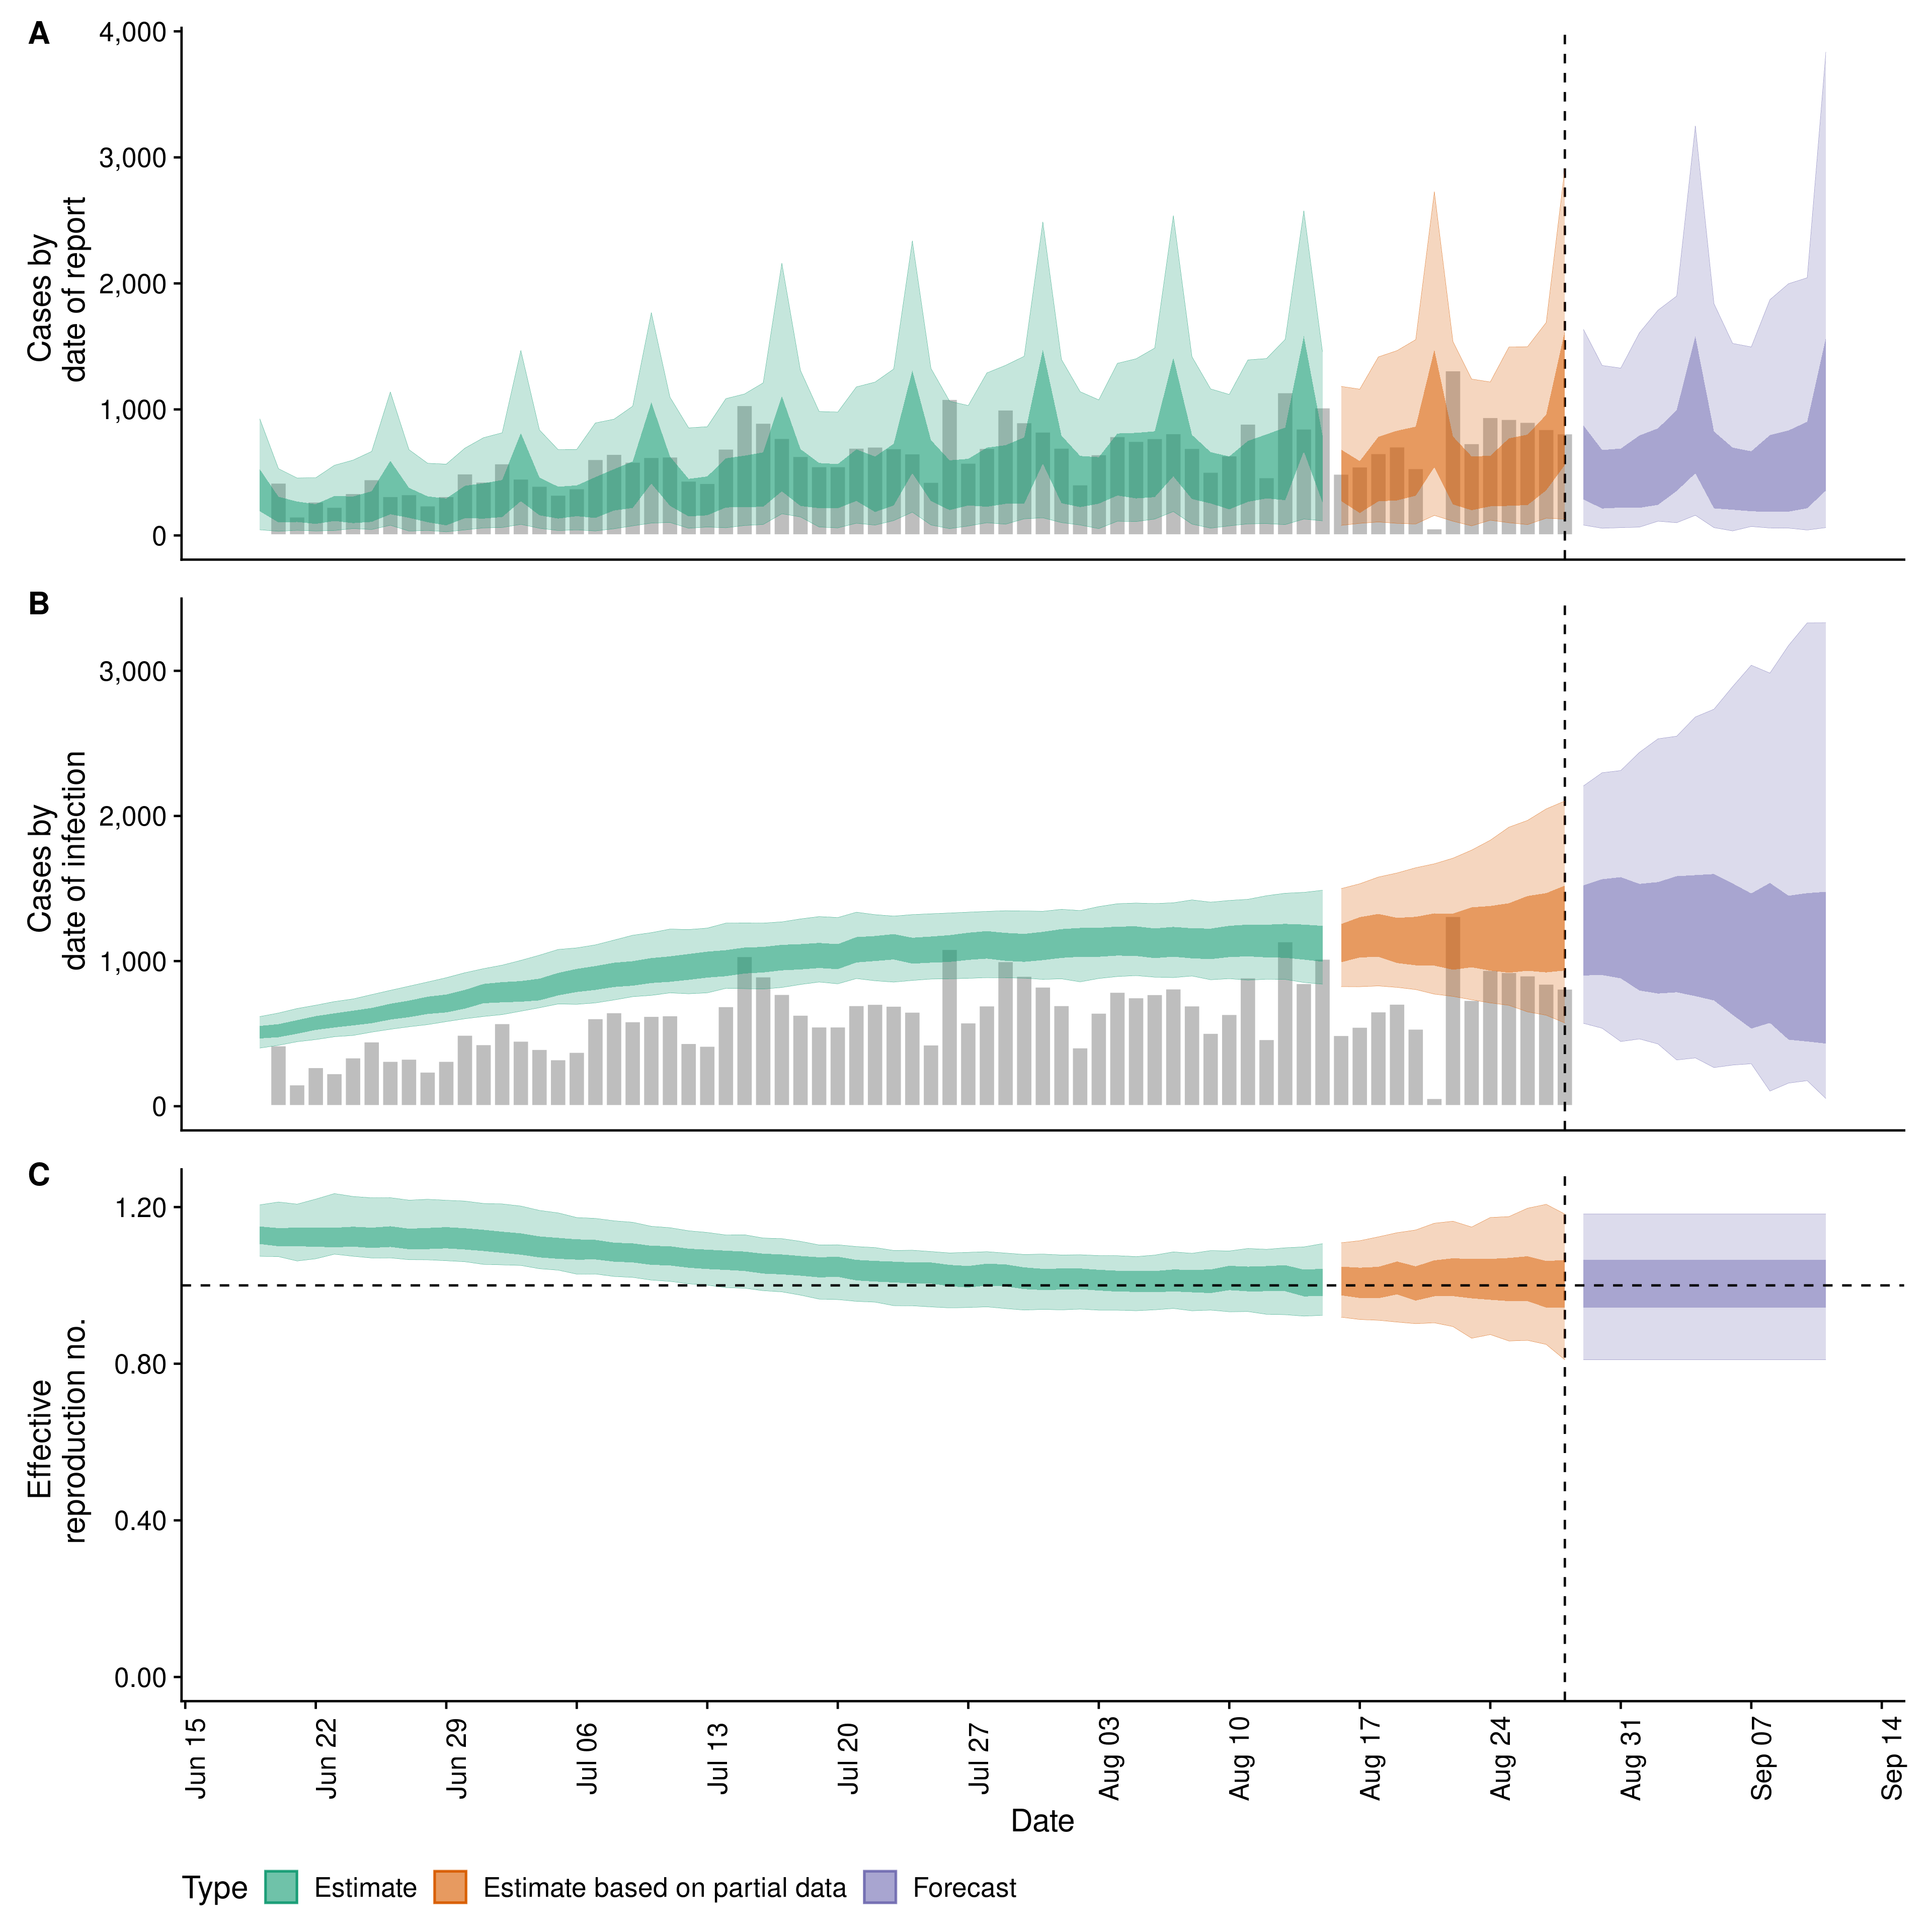 A
4,000
3,000
2,000
1,000
0
Cases by
date of report
B
3,000
2,000
1,000
0
Cases by
date of infection
C
1.20
0.80
0.40
0.00
Effective
reproduction no.
Jun 15
Jun 22
Jun 29
Jul 06
Jul 13
Jul 20
Jul 27
Aug 03
Aug 10
Aug 17
Aug 24
Aug 31
Sep 07
Sep 14
Date
Type Estimate Estimate based on partial data Forecast